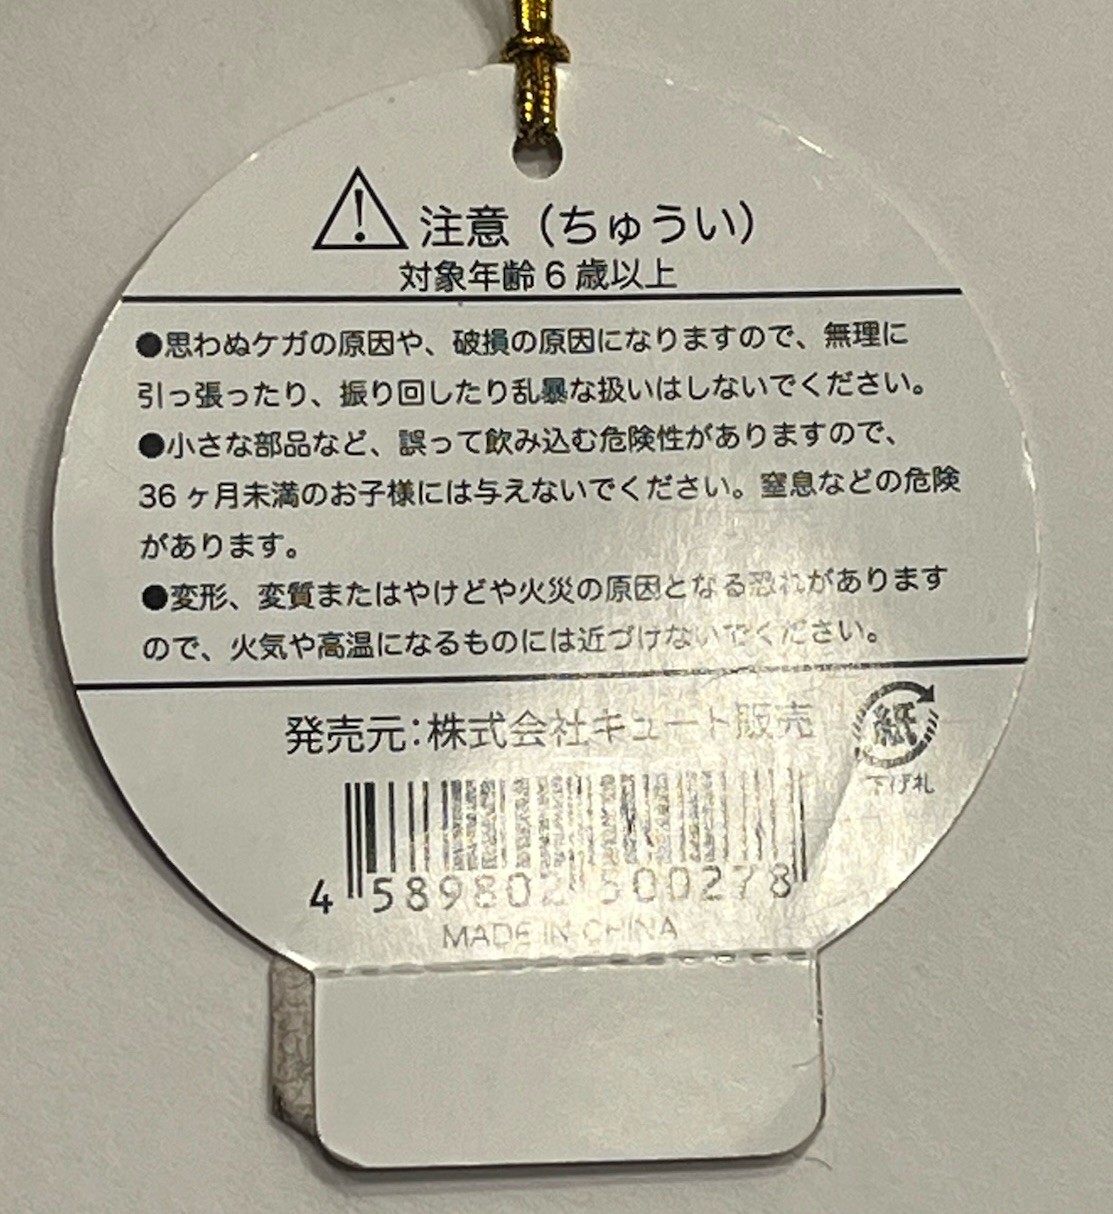 注意（ちゅうい）
対象年齢6歳以上
●思わぬケガの原因や、破損の原因になりますので、無理に
引っ張ったり、振り回したり乱暴な扱いはしないでください。
●小さな部品など、誤って飲み込む危険性がありますので、
36ヶ月未満のお子様には与えないでください。窒息などの危険
があります。
●変形、変質またはやけどや火災の原因となる恐れがあります
ので、火気や高温になるものには近づけないでください。
発売元：株式会社キュート販売
紙
下げ札
4 589802 500278
MADE IN CHINA